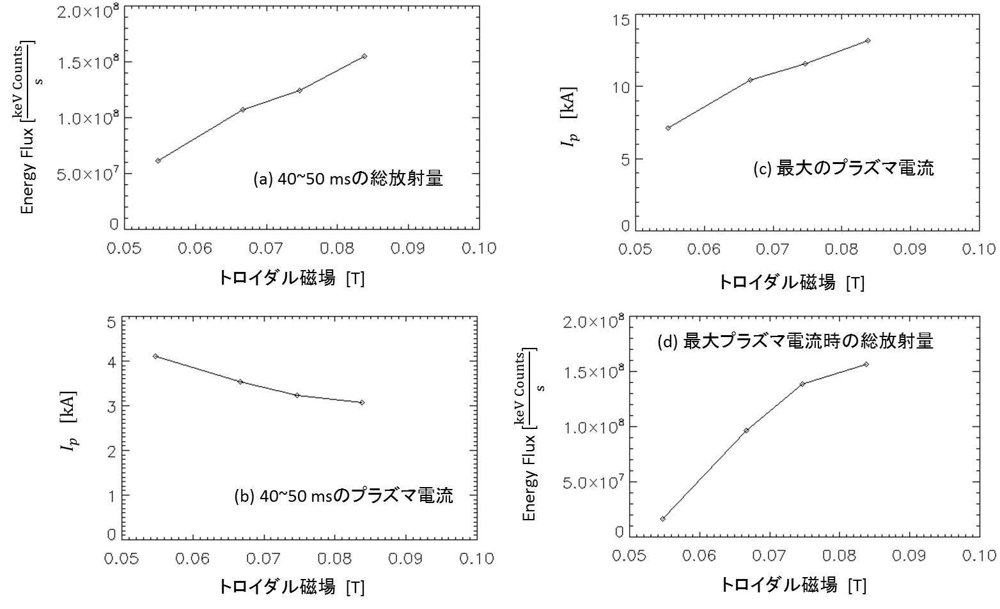 2.0×10⁸
1.5×10⁸
1.0×10⁸
5.0×10⁷
0
Energy Flux [keV Counts/s]
(a) 40~50 msの総放射量
0.05 0.06 0.07 0.08 0.09 0.10
トロイダル磁場 [T]
15
10
5
0
I_p [kA]
(c) 最大のプラズマ電流
0.05 0.06 0.07 0.08 0.09 0.10
トロイダル磁場 [T]
5
4
3
2
1
0
I_p [kA]
(b) 40~50 msのプラズマ電流
0.05 0.06 0.07 0.08 0.09 0.10
トロイダル磁場 [T]
2.0×10⁸
1.5×10⁸
1.0×10⁸
5.0×10⁷
0
Energy Flux [keV Counts/s]
(d) 最大プラズマ電流時の総放射量
0.05 0.06 0.07 0.08 0.09 0.10
トロイダル磁場 [T]